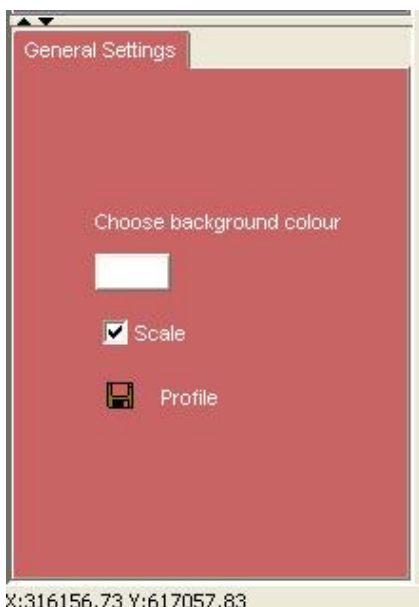 General Settings
Choose background colour
Scale
Profile
X:316156.73 Y:617057.83